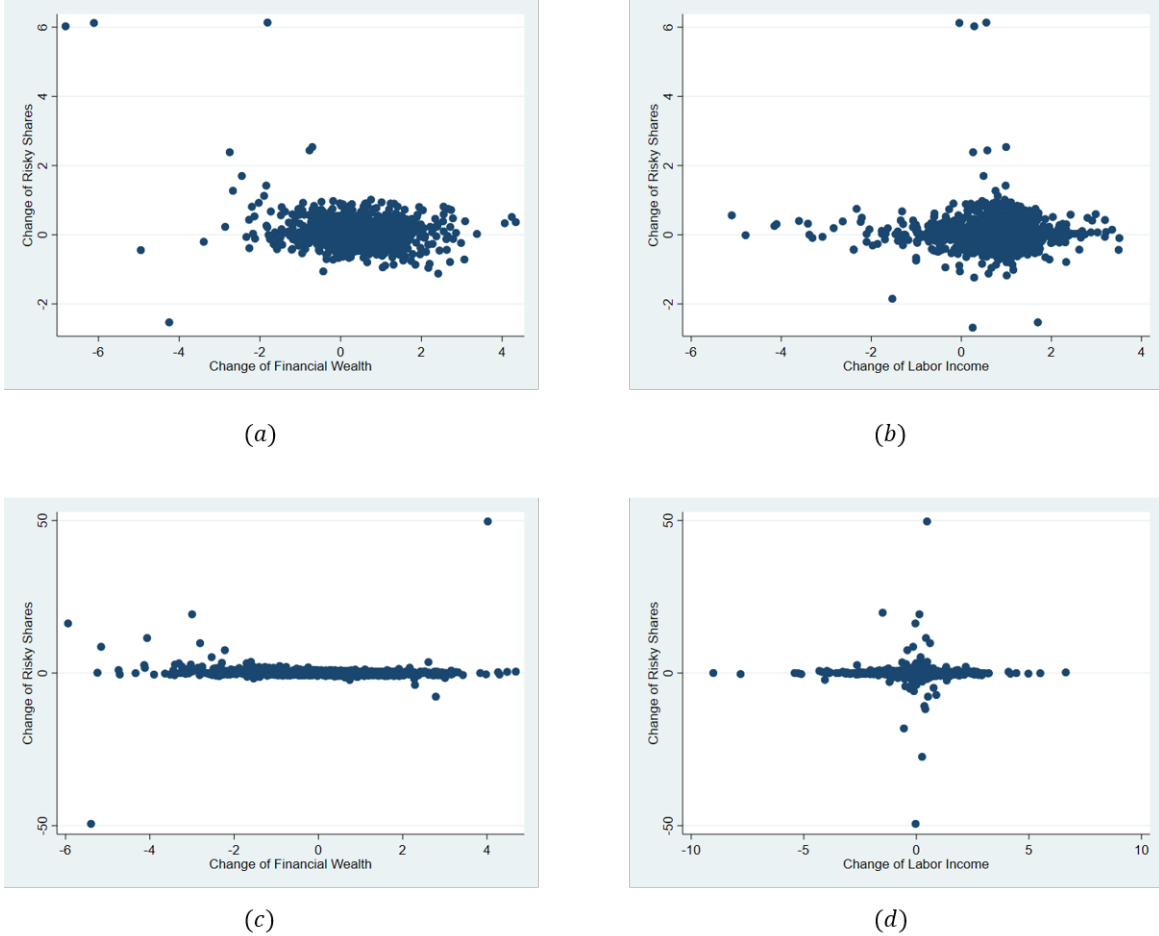 6
4
2
0
-2
Change of Risky Shares
-6 -4 -2 0 2 4
Change of Financial Wealth
(a)
6
4
2
0
-2
Change of Risky Shares
-6 -4 -2 0 2 4
Change of Labor Income
(b)
50
0
-50
Change of Risky Shares
-6 -4 -2 0 2 4
Change of Financial Wealth
(c)
50
0
-50
Change of Risky Shares
-10 -5 0 5 10
Change of Labor Income
(d)